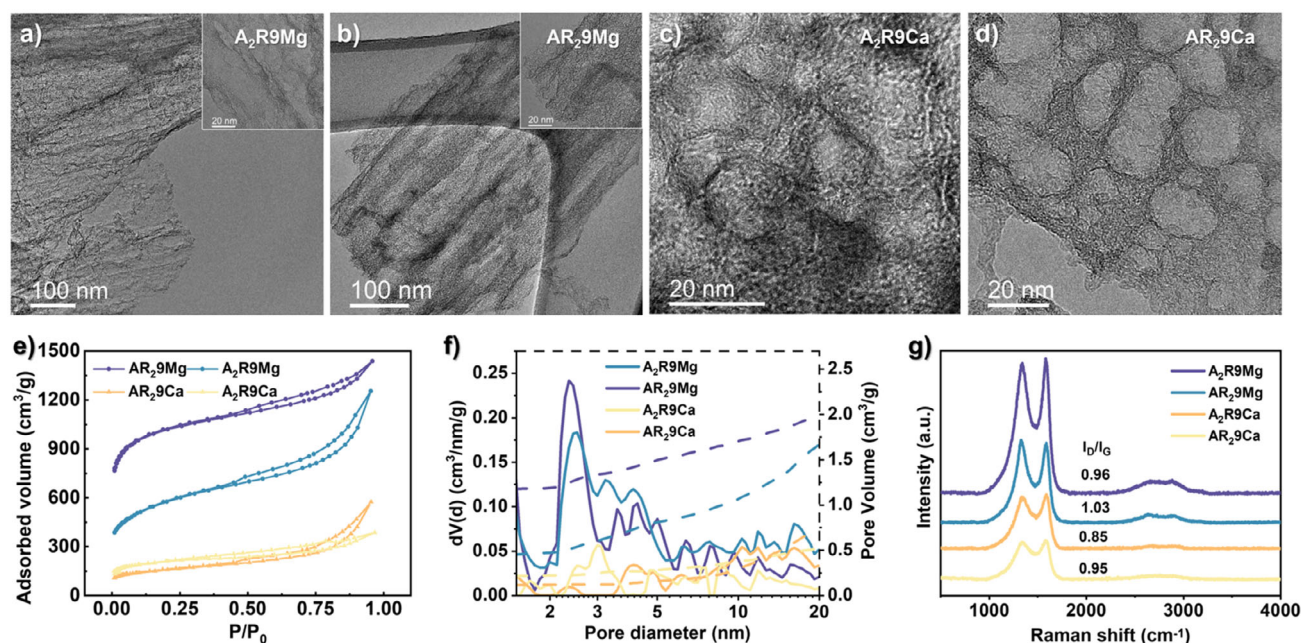 a)
A₂R9Mg
20 nm
100 nm
b)
AR₂9Mg
20 nm
100 nm
c)
A₂R9Ca
20 nm
d)
AR₂9Ca
20 nm
e)
1500
1200
900
600
300
0
Adsorbed volume (cm³/g)
AR₂9Mg
A₂R9Mg
AR₂9Ca
A₂R9Ca
0.00
0.25
0.50
0.75
1.00
P/P₀
f)
0.25
0.20
0.15
0.10
0.05
0.00
dV(d) (cm³/nm/g)
A₂R9Mg
AR₂9Mg
A₂R9Ca
AR₂9Ca
2.5
2.0
1.5
1.0
0.5
0.0
Pore Volume (cm³/g)
2
3
5
10
20
Pore diameter (nm)
g)
Intensity (a.u.)
A₂R9Mg
AR₂9Mg
A₂R9Ca
AR₂9Ca
I_D/I_G
0.96
1.03
0.85
0.95
1000
2000
3000
4000
Raman shift (cm⁻¹)